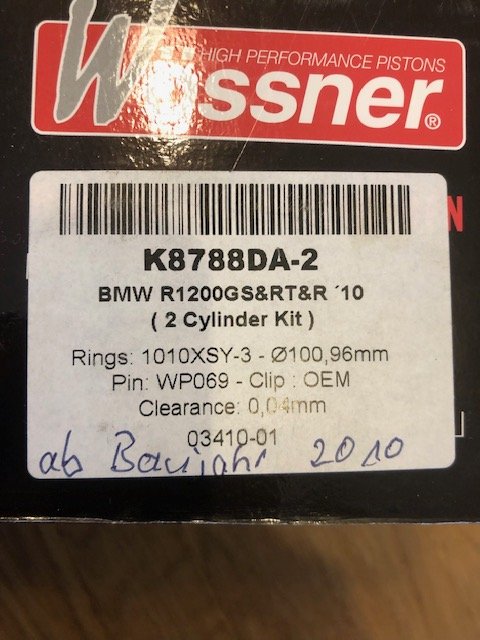 HIGH PERFORMANCE PISTONS
Wössner®
K8788DA-2
BMW R1200GS&RT&R ´10
( 2 Cylinder Kit )
Rings: 1010XSY-3 - Ø100,96mm
Pin: WP069 - Clip : OEM
Clearance: 0,04mm
03410-01
ab Baujahr 2010